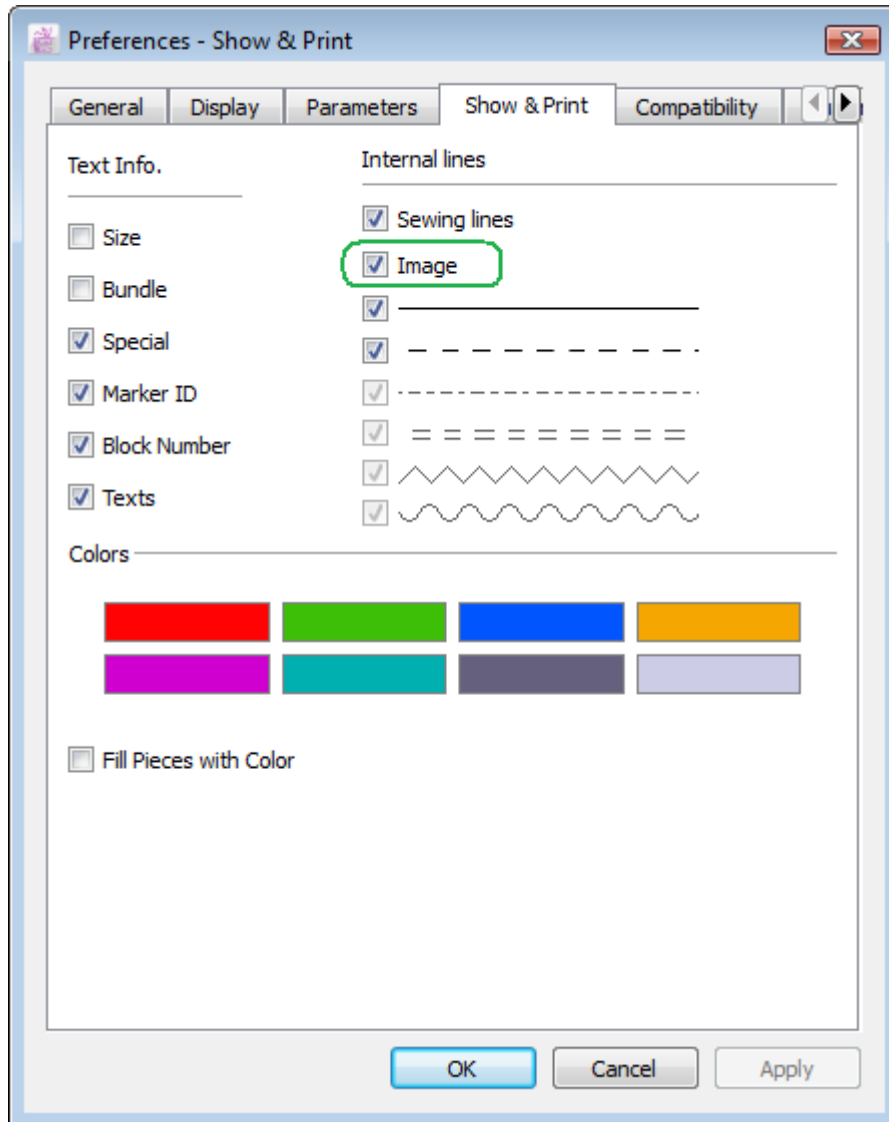 Preferences - Show & Print
General
Display
Parameters
Show & Print
Compatibility
Text Info.
Size
Bundle
Special
Marker ID
Block Number
Texts
Internal lines
Sewing lines
Image
Colors
Fill Pieces with Color
OK
Cancel
Apply